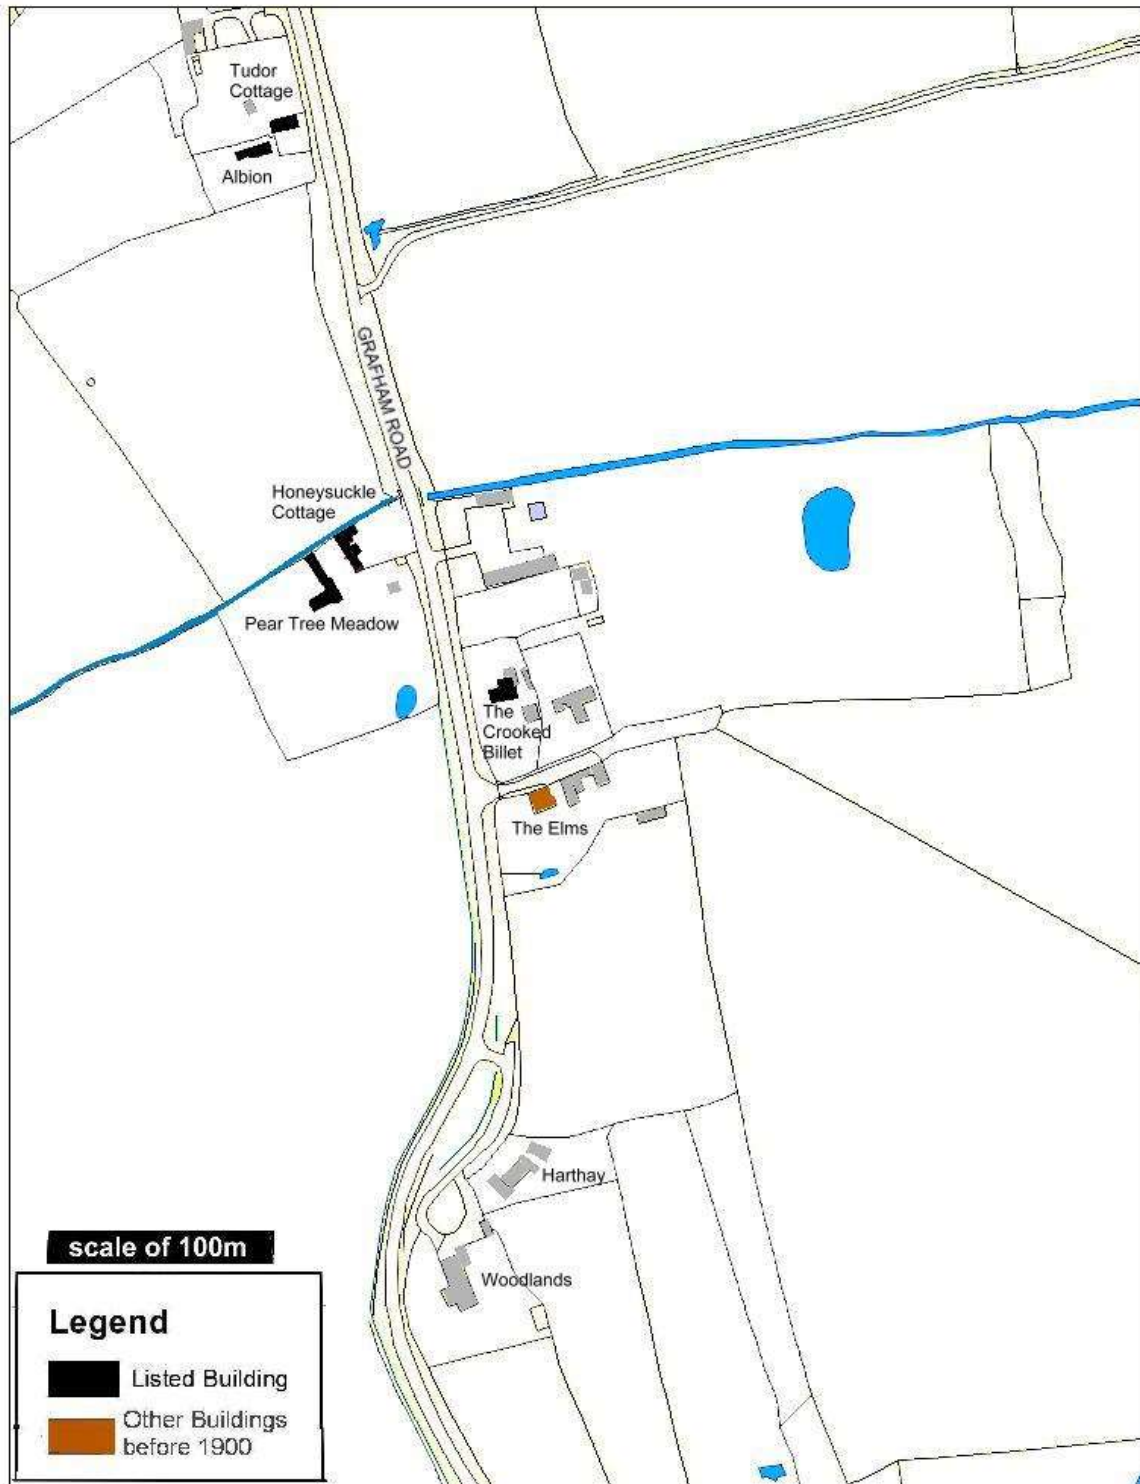 Tudor
Cottage
Albion
GRAFHAM ROAD
Honeysuckle
Cottage
Pear Tree Meadow
The
Crooked
Billet
The Elms
Harthay
Woodlands
scale of 100m
Legend
Listed Building
Other Buildings
before 1900